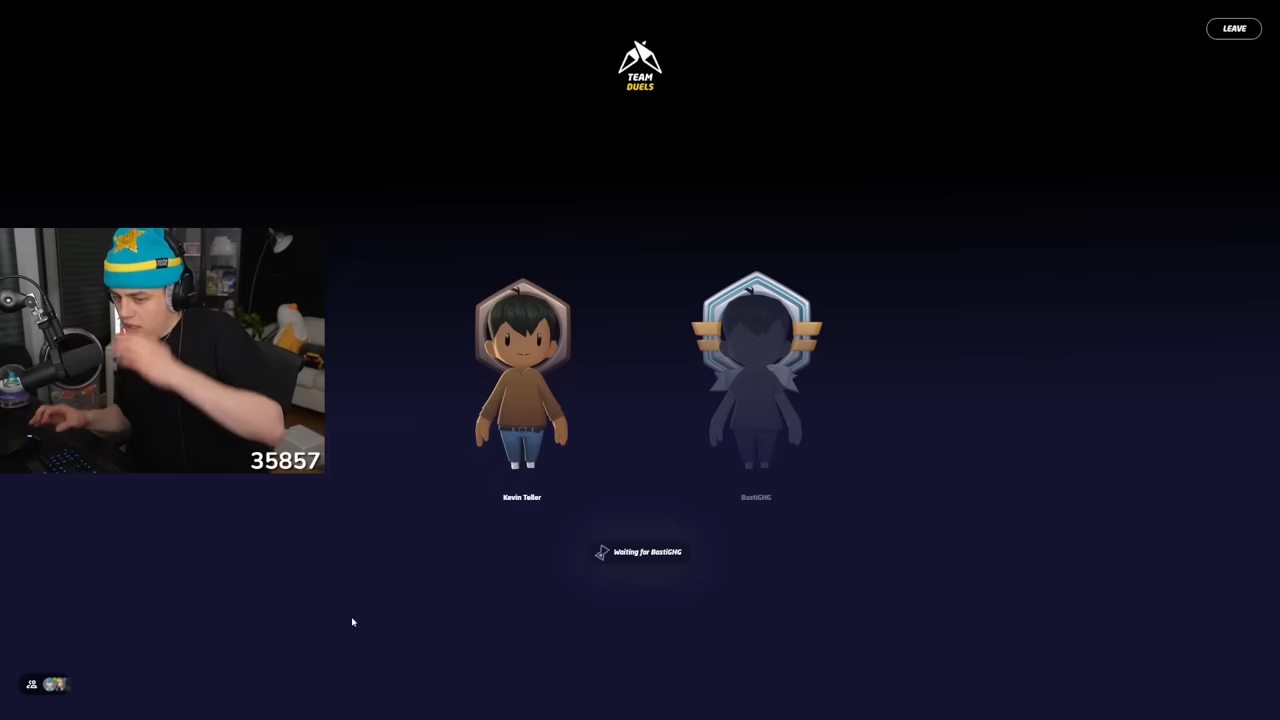 LEAVE
TEAM
DUELS
35857
Kevin Teller
BastiGHG
Waiting for BastiGHG